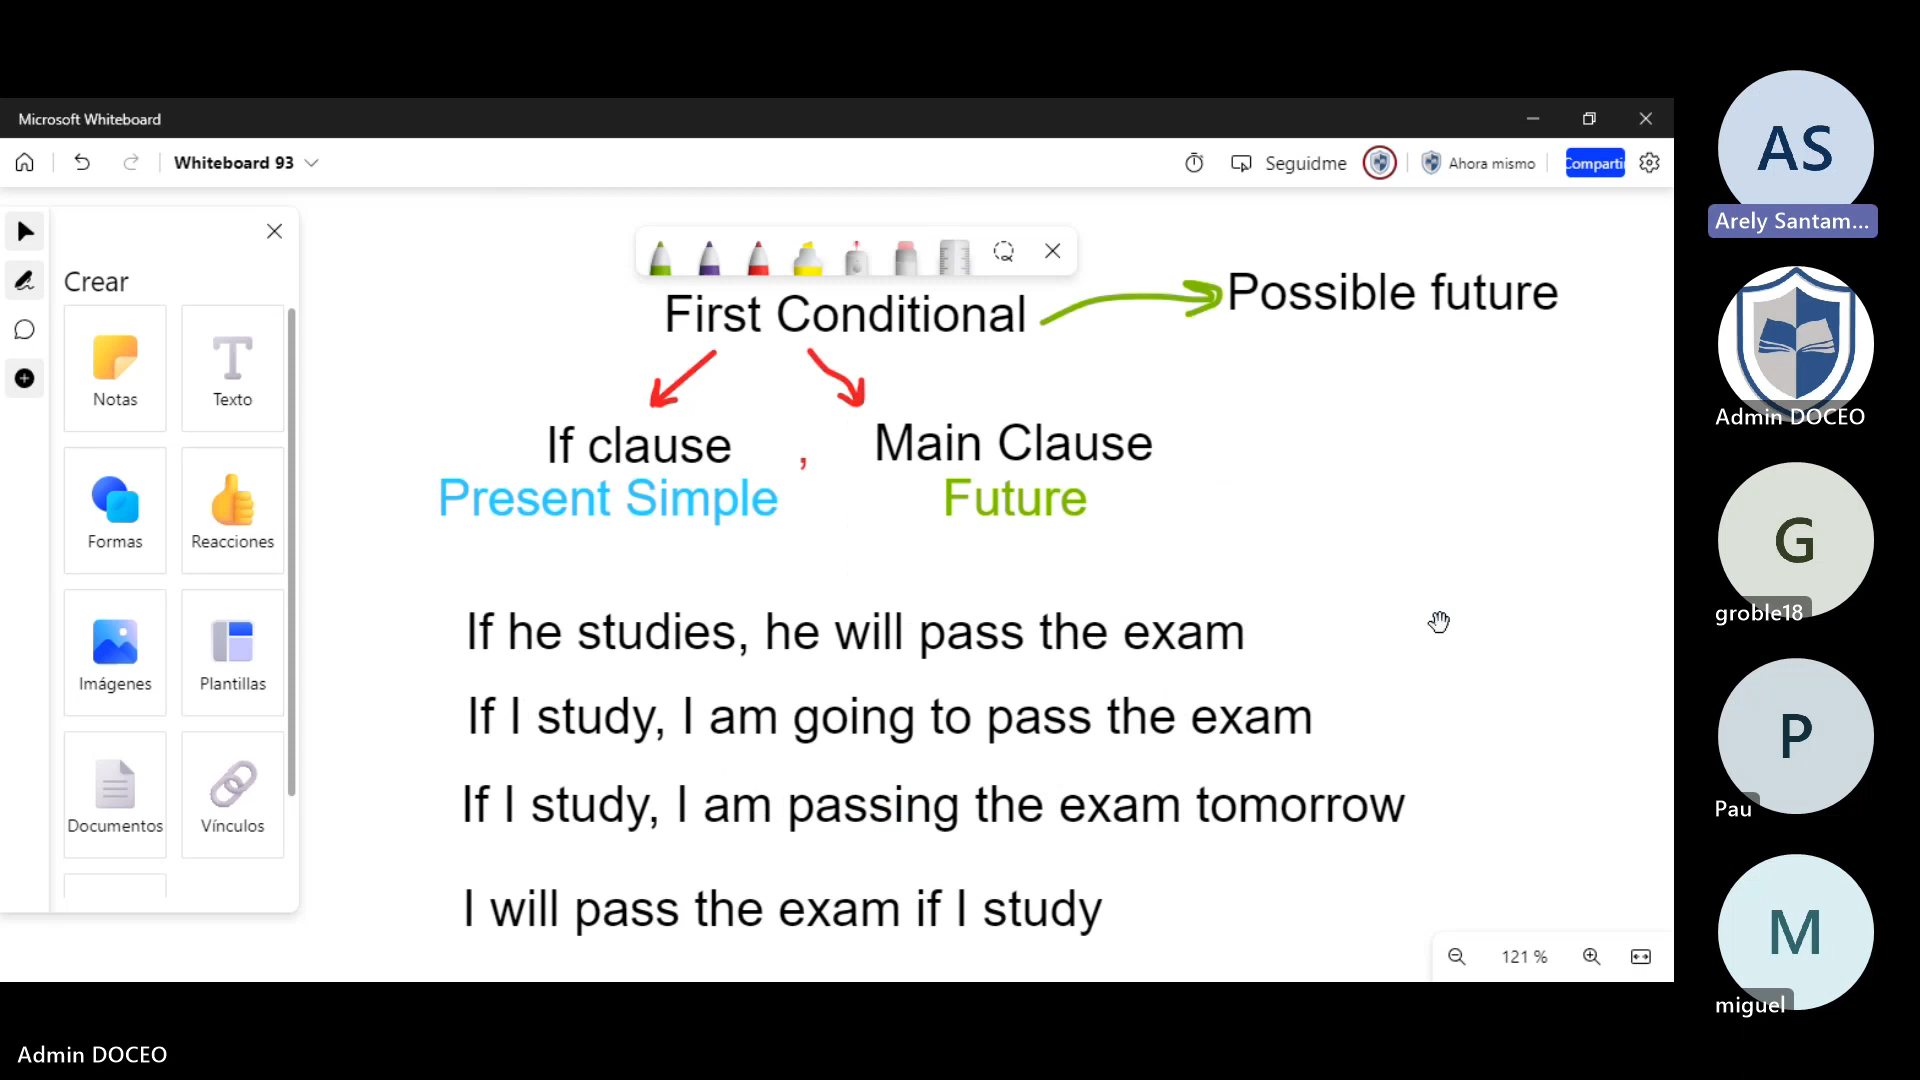 Microsoft Whiteboard
Whiteboard 93
Seguidme
Ahora mismo
Comparti
Crear
Notas
Texto
Formas
Reacciones
Imágenes
Plantillas
Documentos
Vínculos
First Conditional
Possible future
If clause , Main Clause
Present Simple
Future
If he studies, he will pass the exam
If I study, I am going to pass the exam
If I study, I am passing the exam tomorrow
I will pass the exam if I study
121 %
AS
Arely Santam...
Admin DOCEO
G
groble18
P
Pau
M
miguel
Admin DOCEO